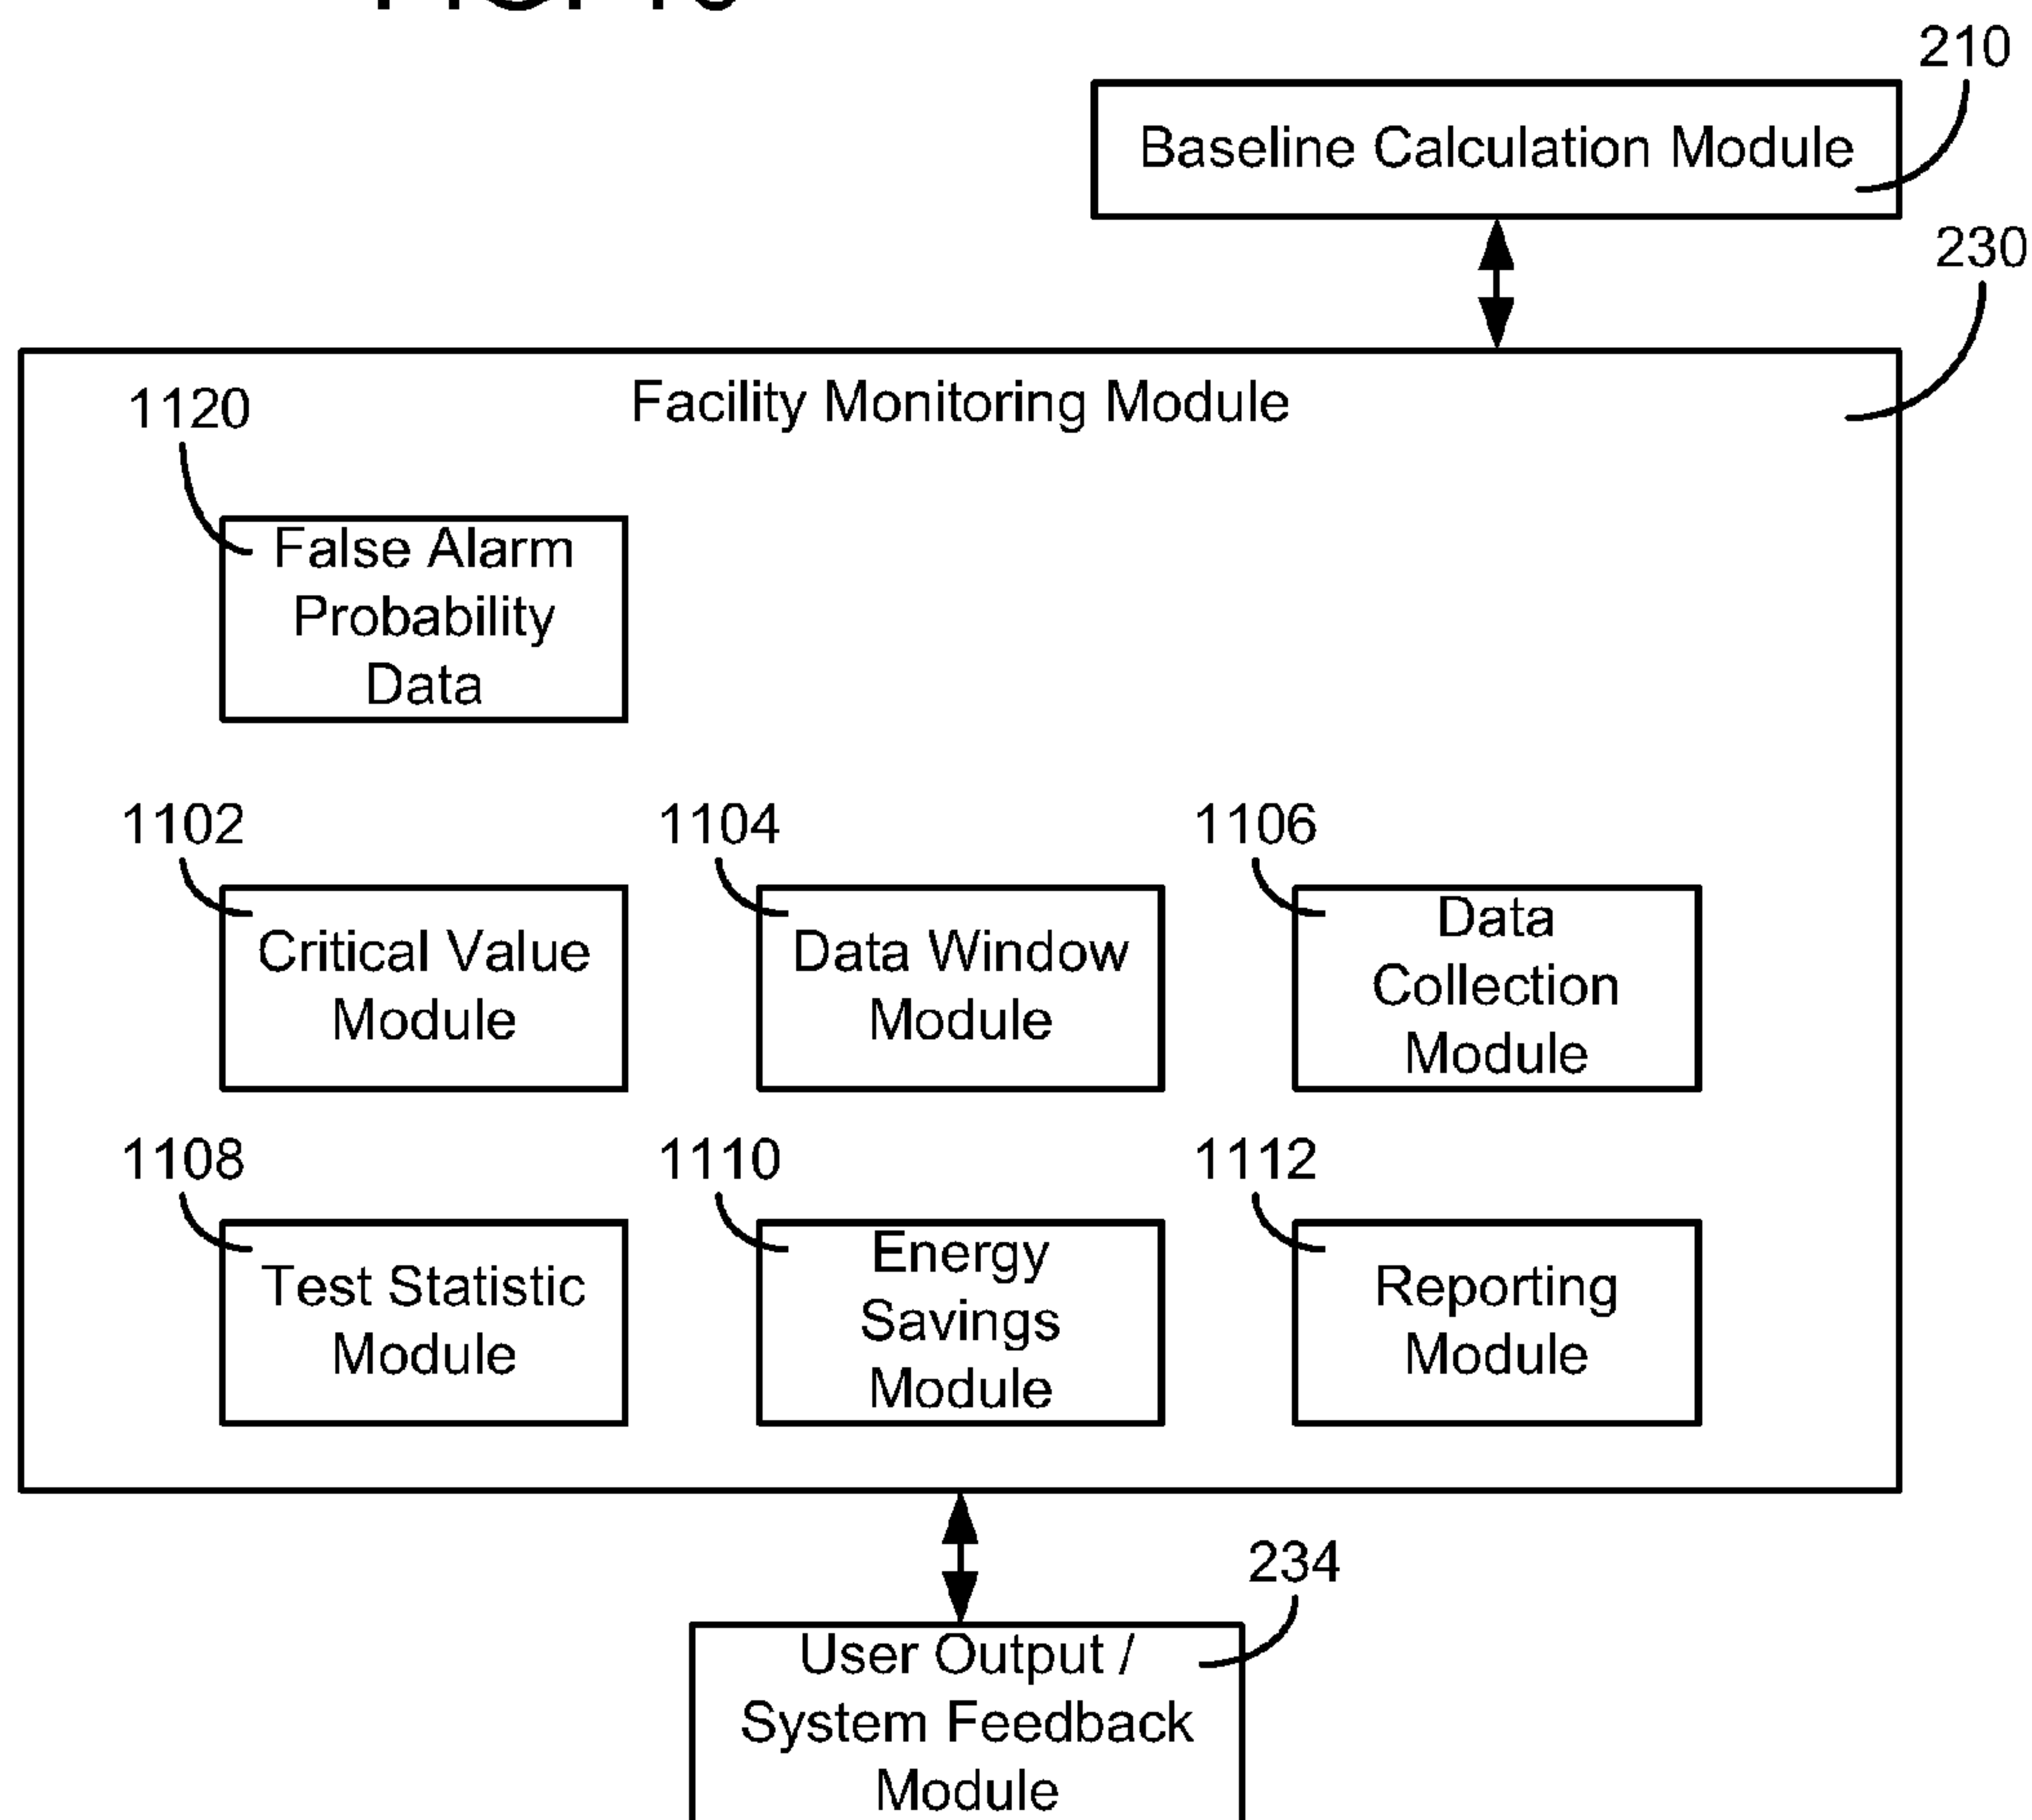 210
Baseline Calculation Module
230
Facility Monitoring Module
1120
False Alarm
Probability
Data
1102
Critical Value
Module
1104
Data Window
Module
1106
Data
Collection
Module
1108
Test Statistic
Module
1110
Energy
Savings
Module
1112
Reporting
Module
234
User Output /
System Feedback
Module